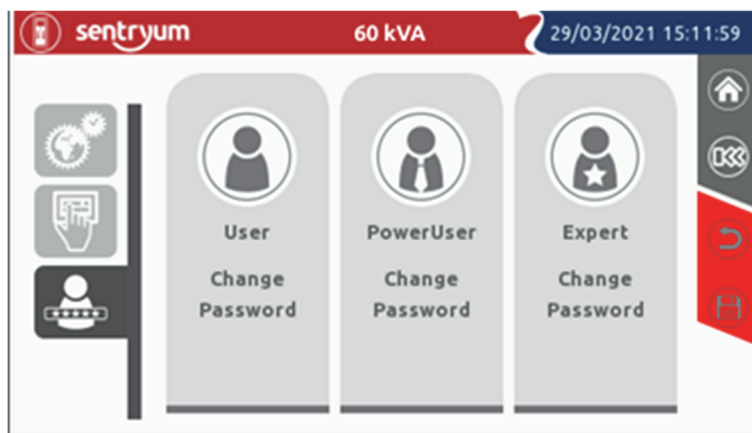 sentryum 60 kVA 29/03/2021 15:11:59
User PowerUser Expert
Change Change Change
Password Password Password